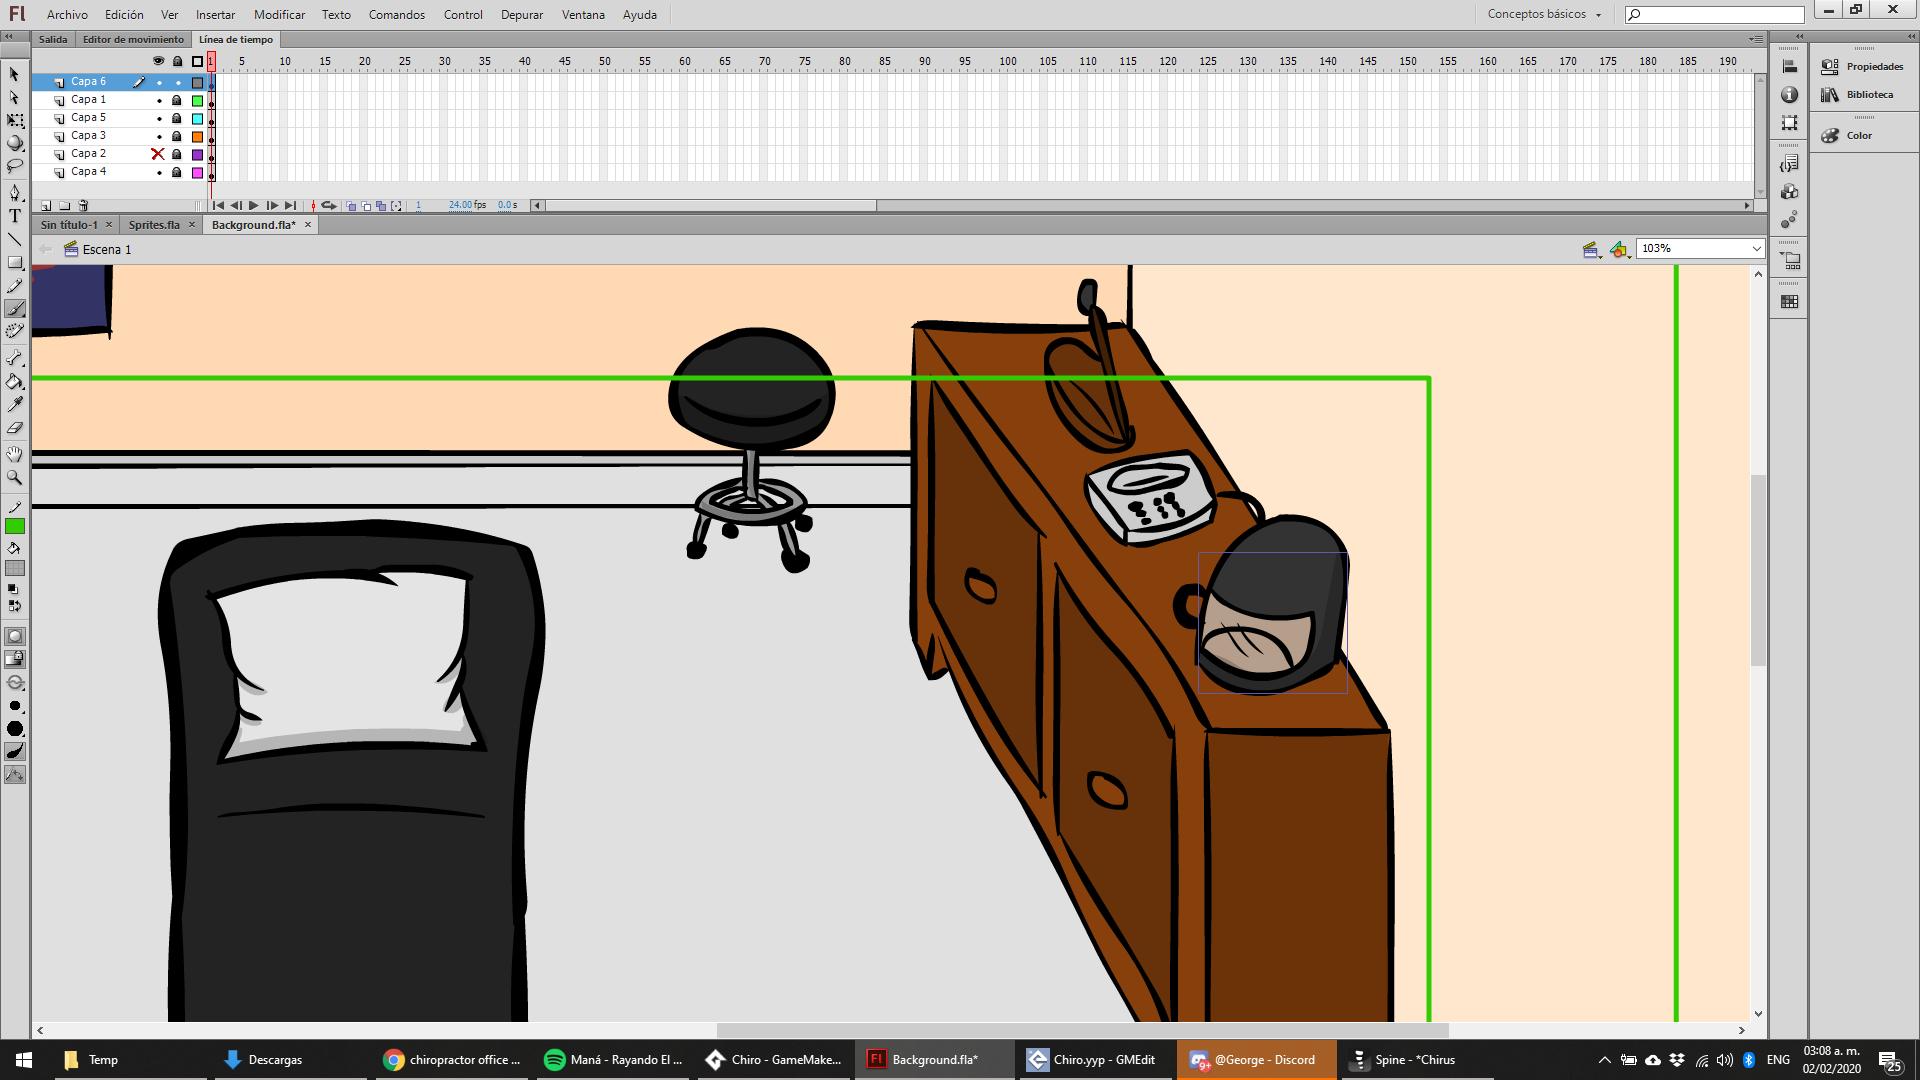 Fl Archivo Edición Ver Insertar Modificar Texto Comandos Control Depurar Ventana Ayuda Conceptos básicos
Salida Editor de movimiento Línea de tiempo
1 5 10 15 20 25 30 35 40 45 50 55 60 65 70 75 80 85 90 95 100 105 110 115 120 125 130 135 140 145 150 155 160 165 170 175 180 185 190
Capa 6
Capa 1
Capa 5
Capa 3
Capa 2
Capa 4
1 24.00 fps 0.0 s
Sin título-1 × Sprites.fla × Background.fla* ×
Escena 1 103%
Propiedades
Biblioteca
Color
T
Temp Descargas chiropractor office ... Maná - Rayando El ... Chiro - GameMake... Fl Background.fla* Chiro.yyp - GMEdit 9+ @George - Discord Spine - *Chirus ENG 03:08 a. m.
02/02/2020 25